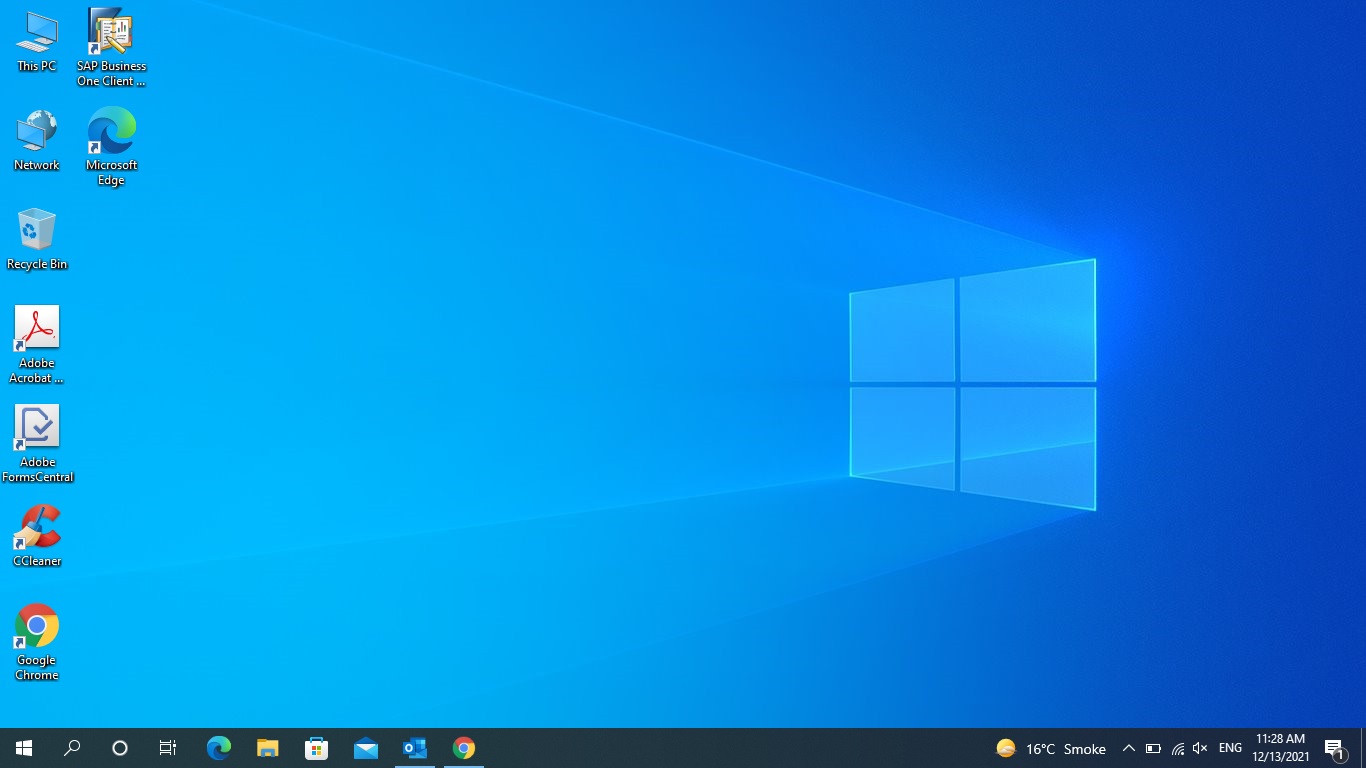 This PC
SAP Business
One Client ...
Network
Microsoft
Edge
Recycle Bin
Adobe
Acrobat ...
Adobe
FormsCentral
CCleaner
Google
Chrome
16°C Smoke
ENG
11:28 AM
12/13/2021
1